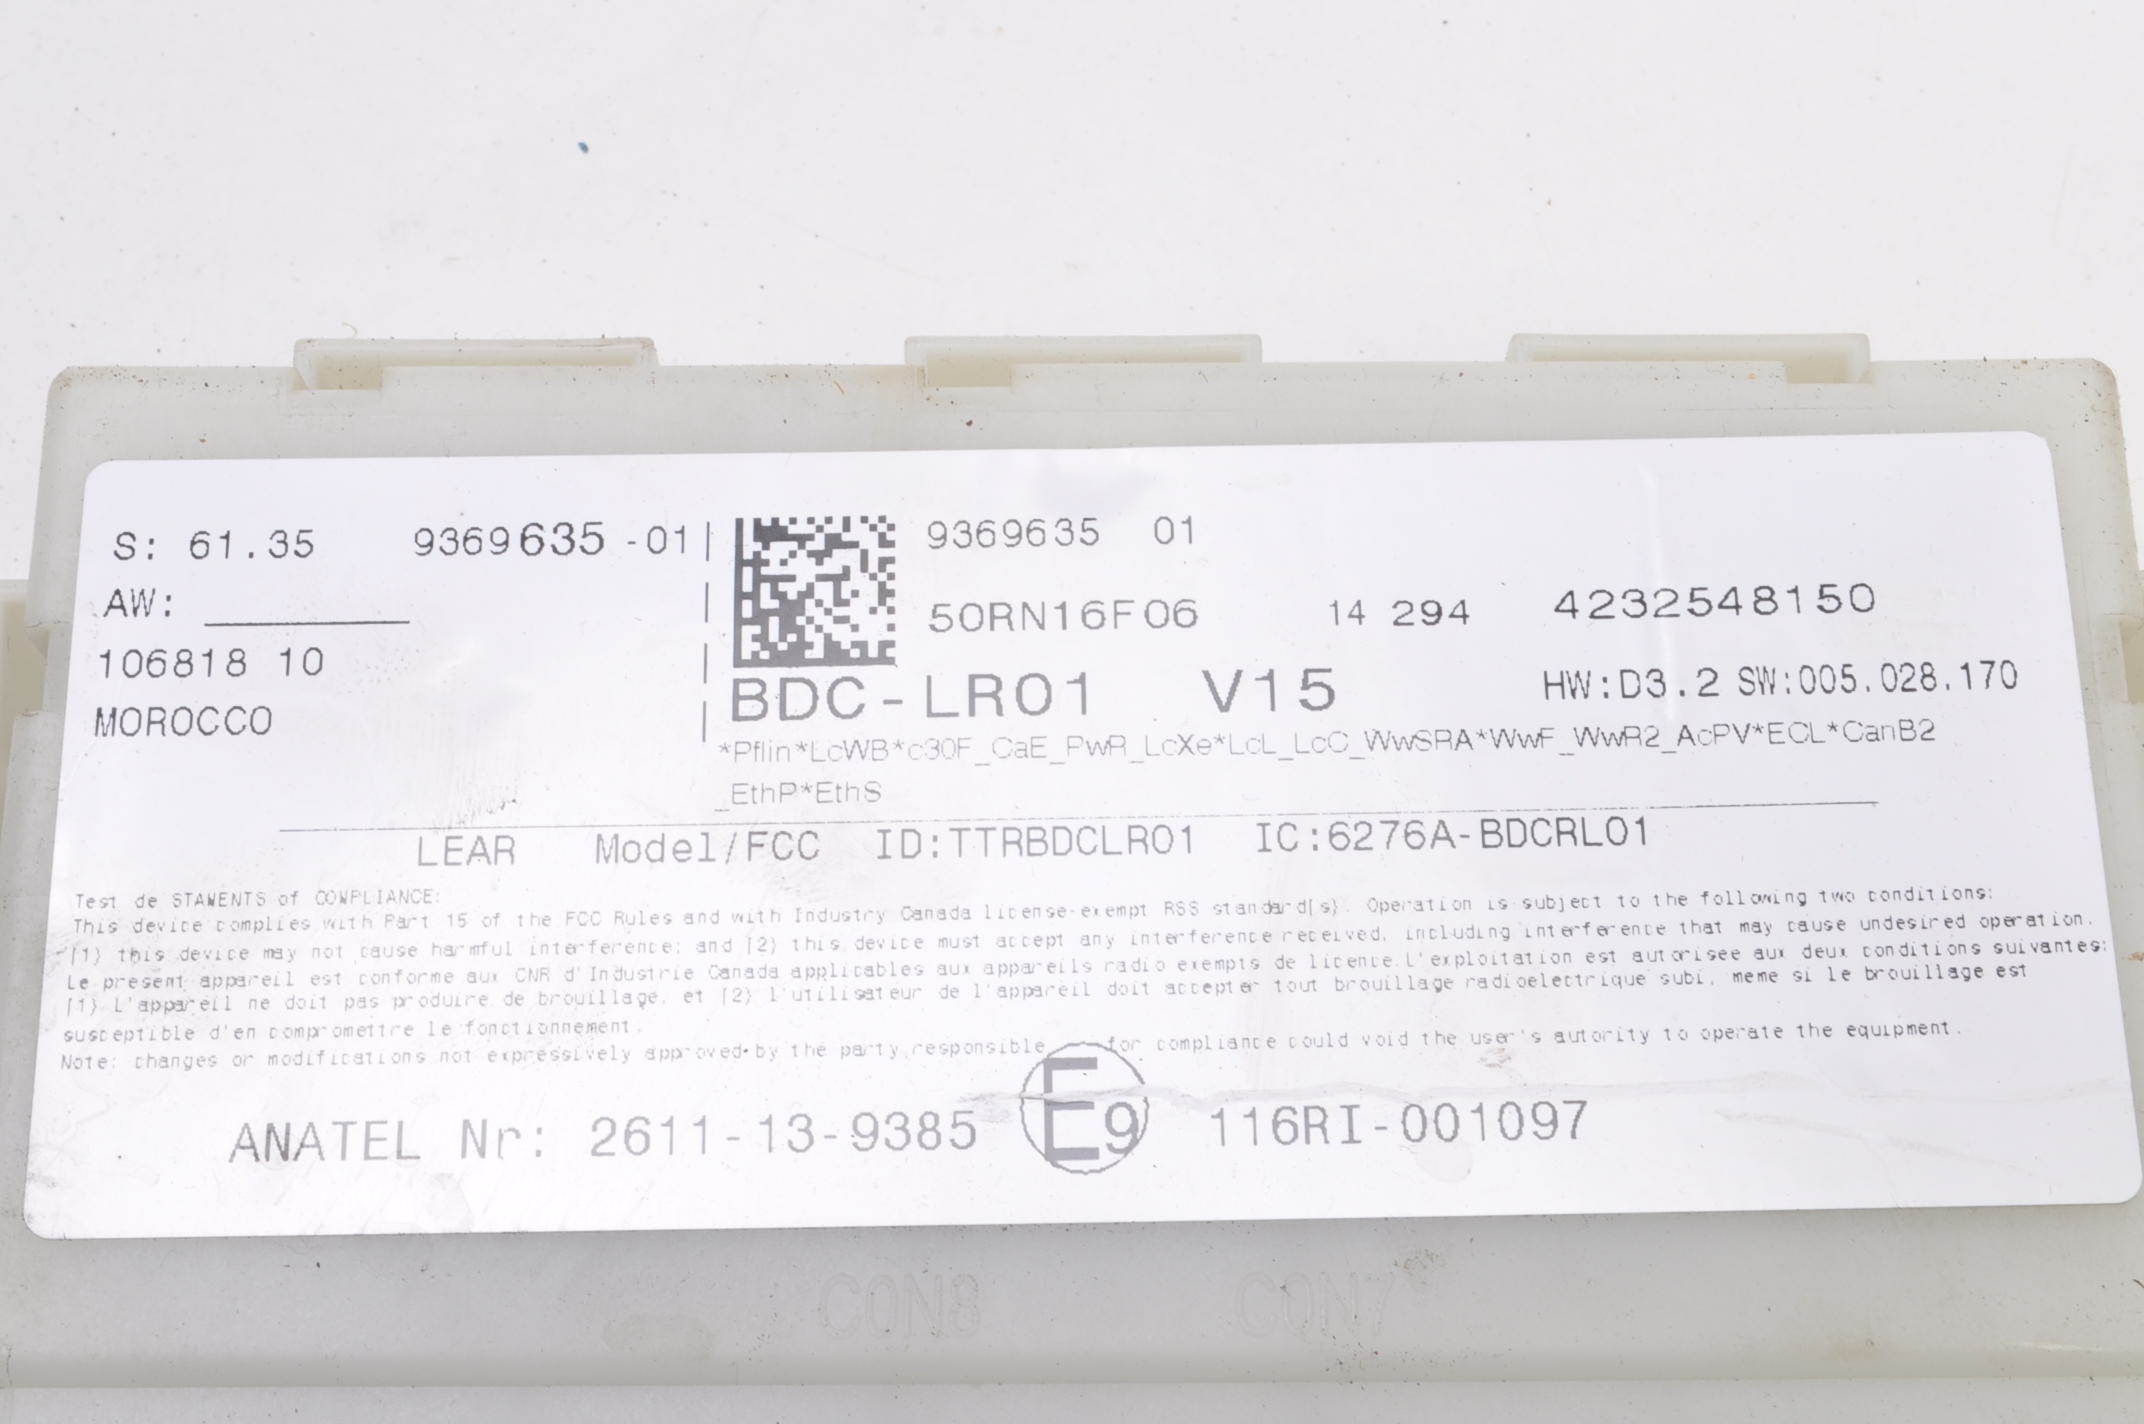 S: 61.35 9369635 -01
AW:
106818 10
MOROCCO
9369635 01
50RN16F06 14 294 4232548150
BDC-LR01 V15 HW:D3.2 SW:005.028.170
*Pflin*LcWB*c30F_CaE_PwR_LcXe*LcL_LcC_WwSRA*WwF_WwR2_AcPV*ECL*CanB2
_EthP*EthS
LEAR Model/FCC ID:TTRBDCLR01 IC:6276A-BDCRL01
Test de STAWENTS of COMPLIANCE:
This device complies with Part 15 of the FCC Rules and with Industry Canada license-exempt RSS standard(s). Operation is subject to the following two conditions:
(1) this device may not cause harmful interference; and (2) this device must accept any interference received, including interference that may cause undesired operation.
Le present appareil est conforme aux CNR d'Industrie Canada applicables aux appareils radio exempts de licence.L'exploitation est autorisee aux deux conditions suivantes:
(1) L'appareil ne doit pas produire de brouillage, et (2) l'utilisateur de l'appareil doit accepter tout brouillage radioelectrique subi, meme si le brouillage est
susceptible d'en compromettre le fonctionnement.
Note: changes or modifications not expressively approved by the party responsible for compliance could void the user's autority to operate the equipment.
ANATEL Nr: 2611-13-9385 E E9 116RI-001097
CON8 CON7